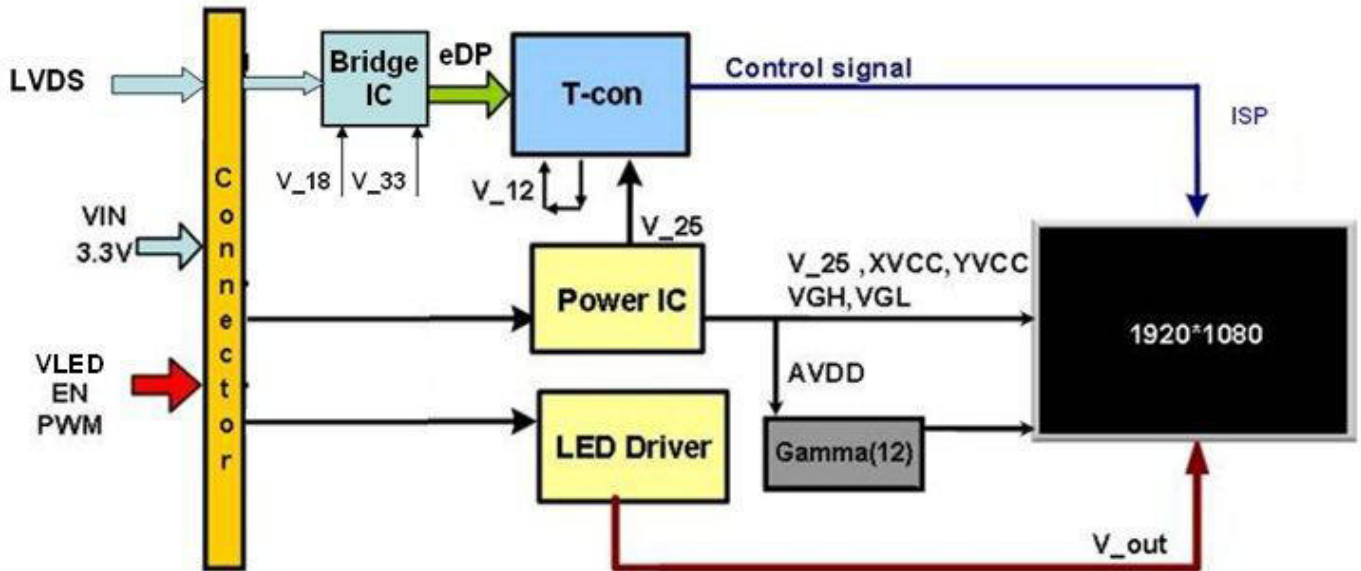 LVDS
Bridge
IC
eDP
T-con
Control signal
ISP
V_18
V_33
V_12
V_25
Connector
VIN
3.3V
Power IC
V_25 ,XVCC,YVCC
VGH,VGL
1920*1080
AVDD
VLED
EN
PWM
LED Driver
Gamma(12)
V_out